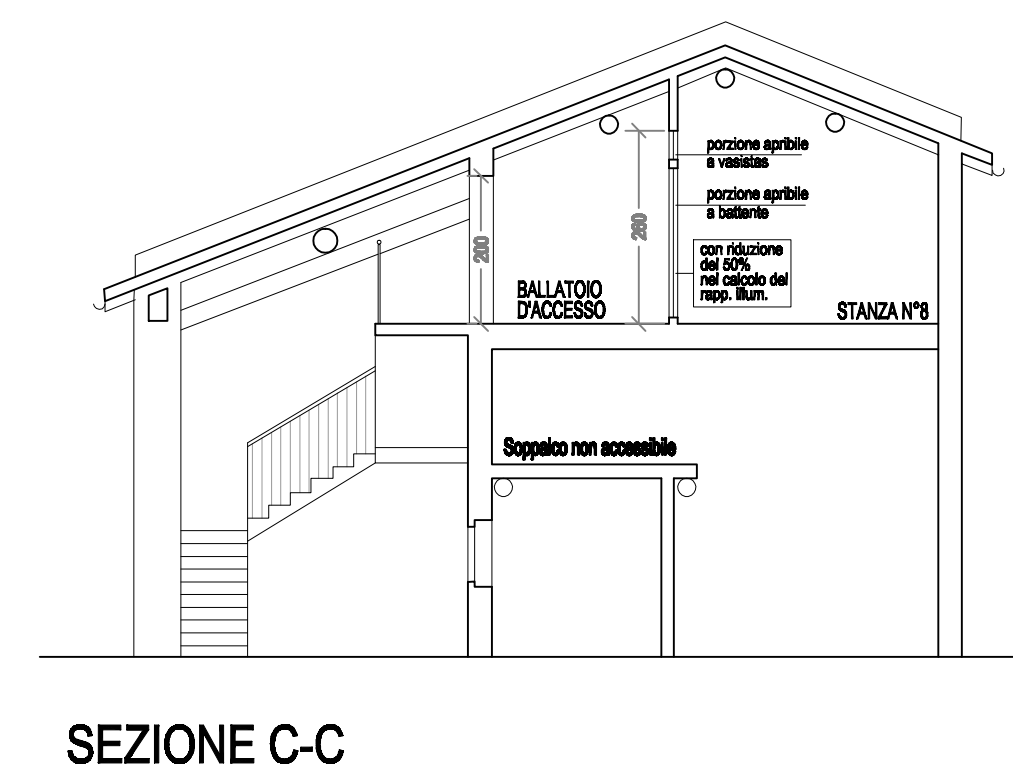 porzione apribile
a vasistas
porzione apribile
a battente
260
200
con riduzione
del 50%
nel calcolo del
rapp. illum.
BALLATOIO
D'ACCESSO
STANZA N°8
Soppalco non accessibile
SEZIONE C-C